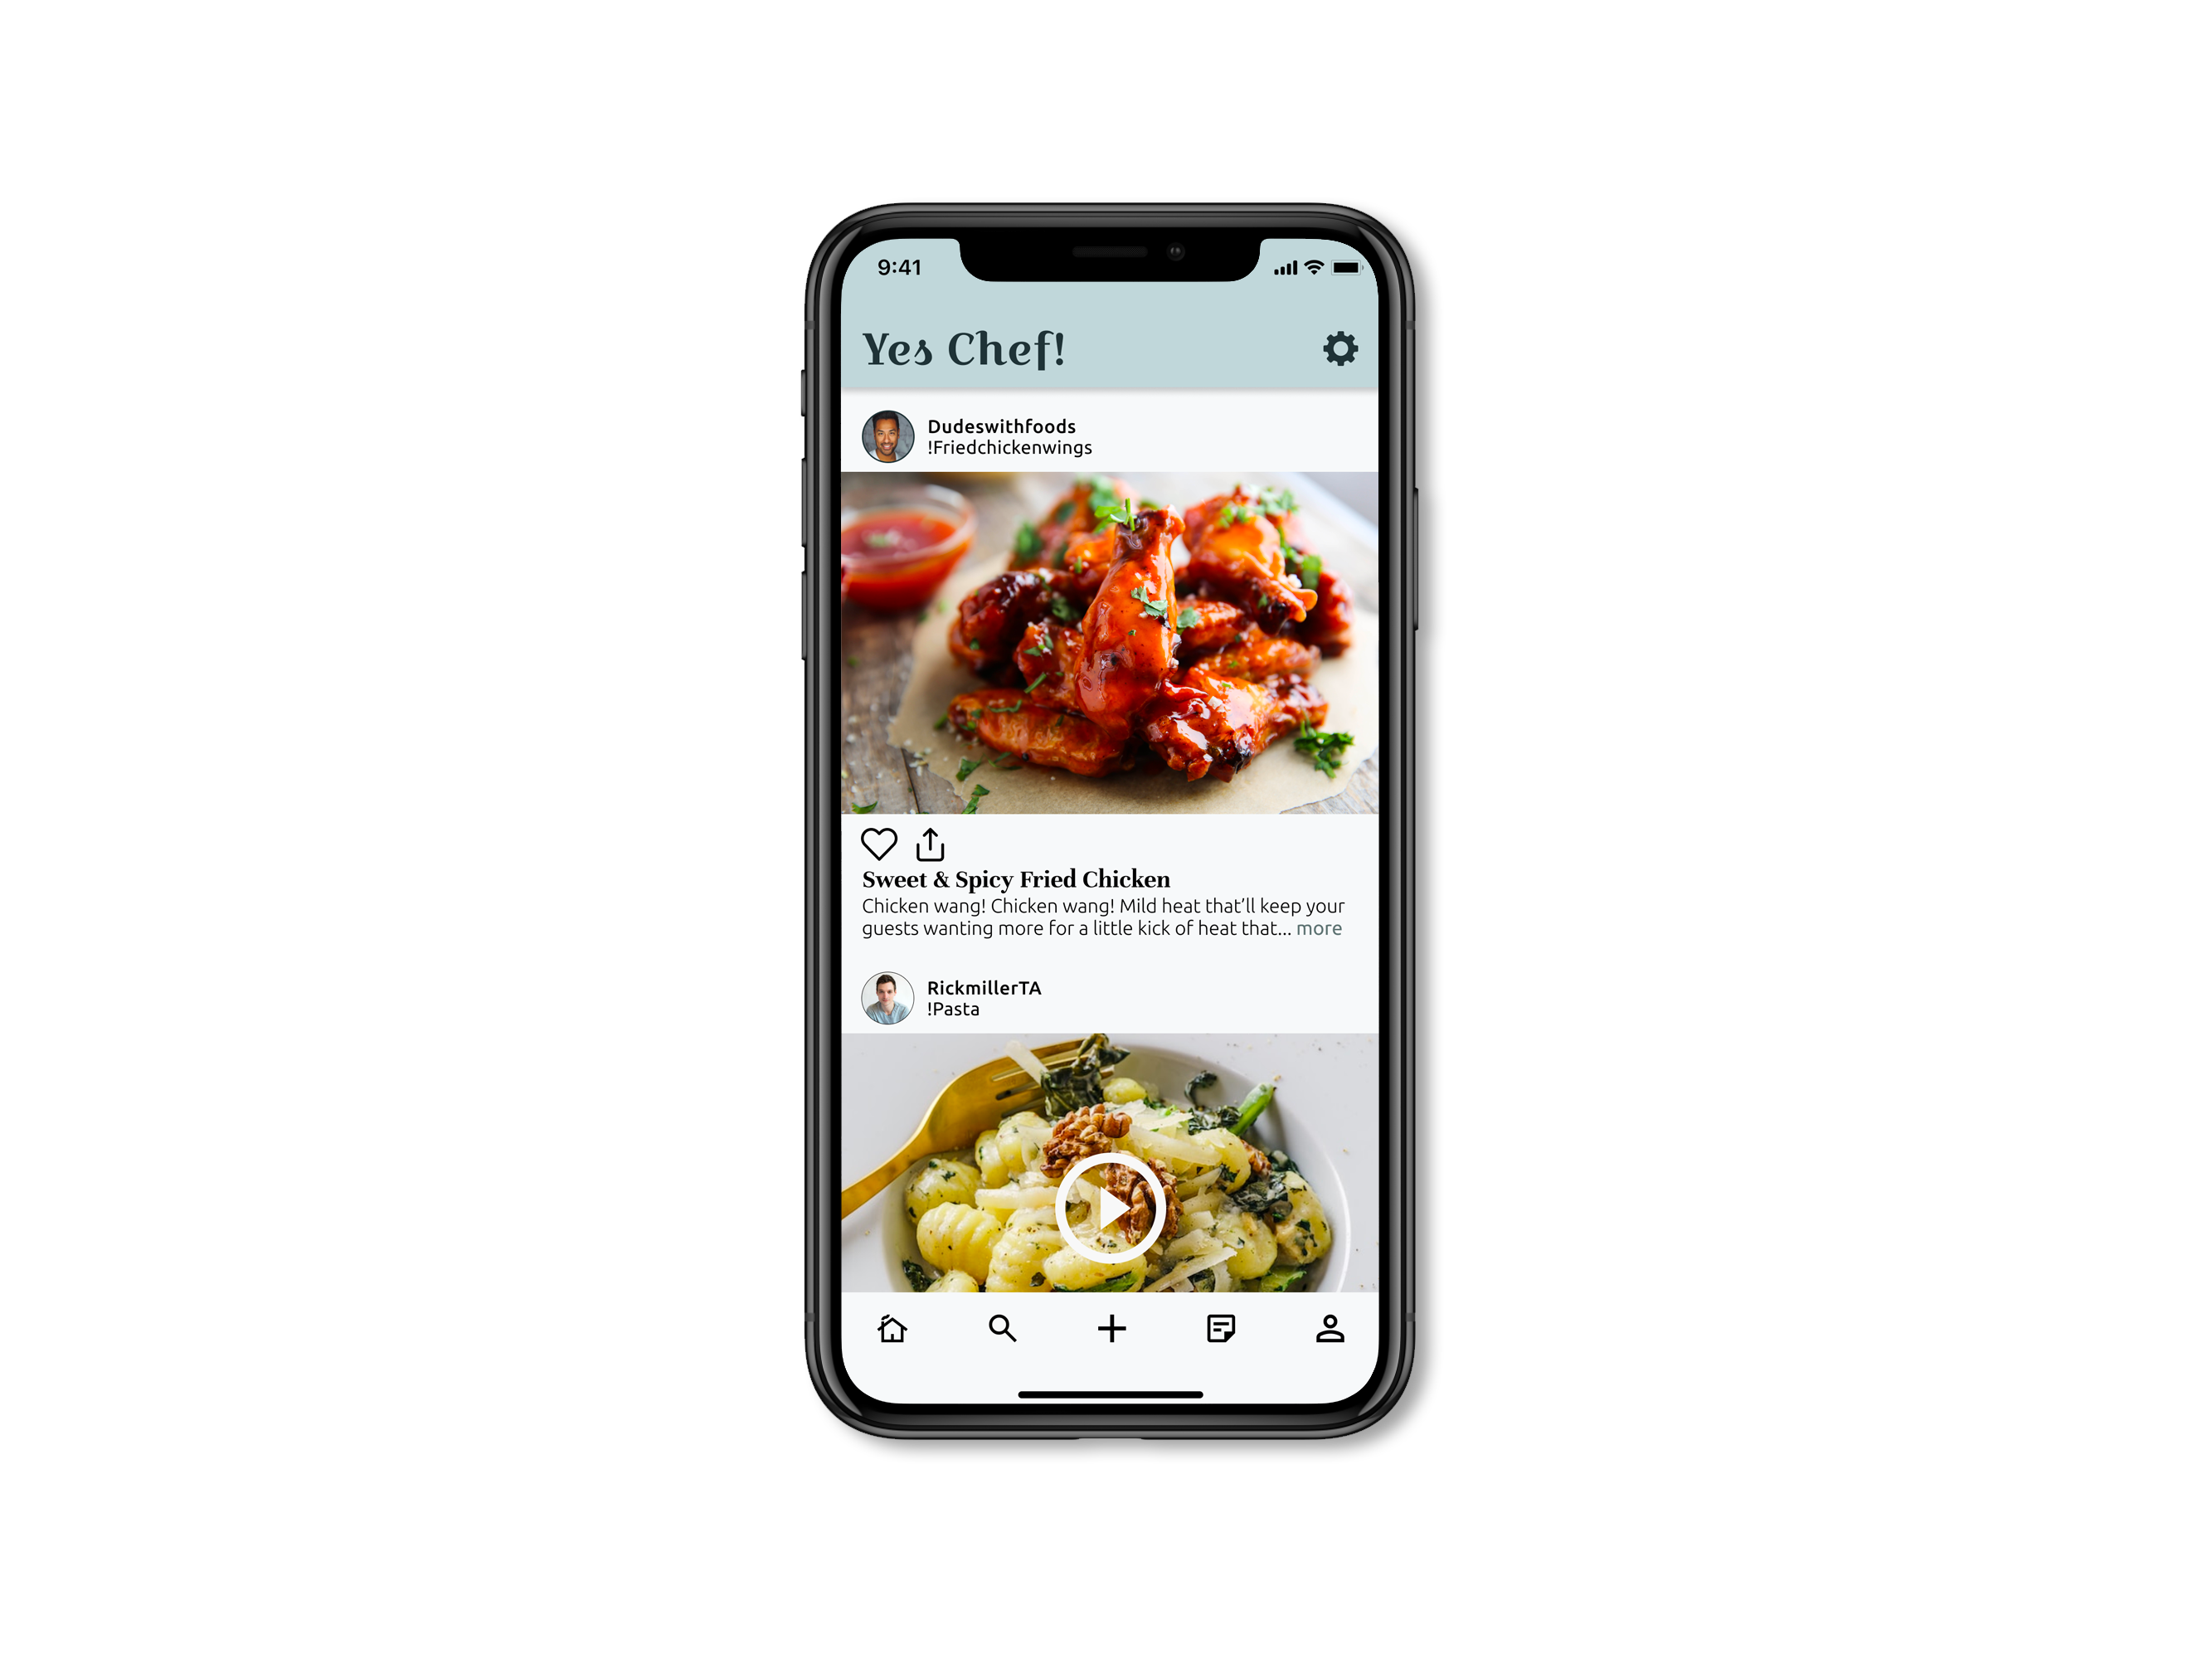 9:41
Yes Chef!
Dudeswithfoods
!Friedchickenwings
Sweet & Spicy Fried Chicken
Chicken wang! Chicken wang! Mild heat that’ll keep your
guests wanting more for a little kick of heat that... more
RickmillerTA
!Pasta